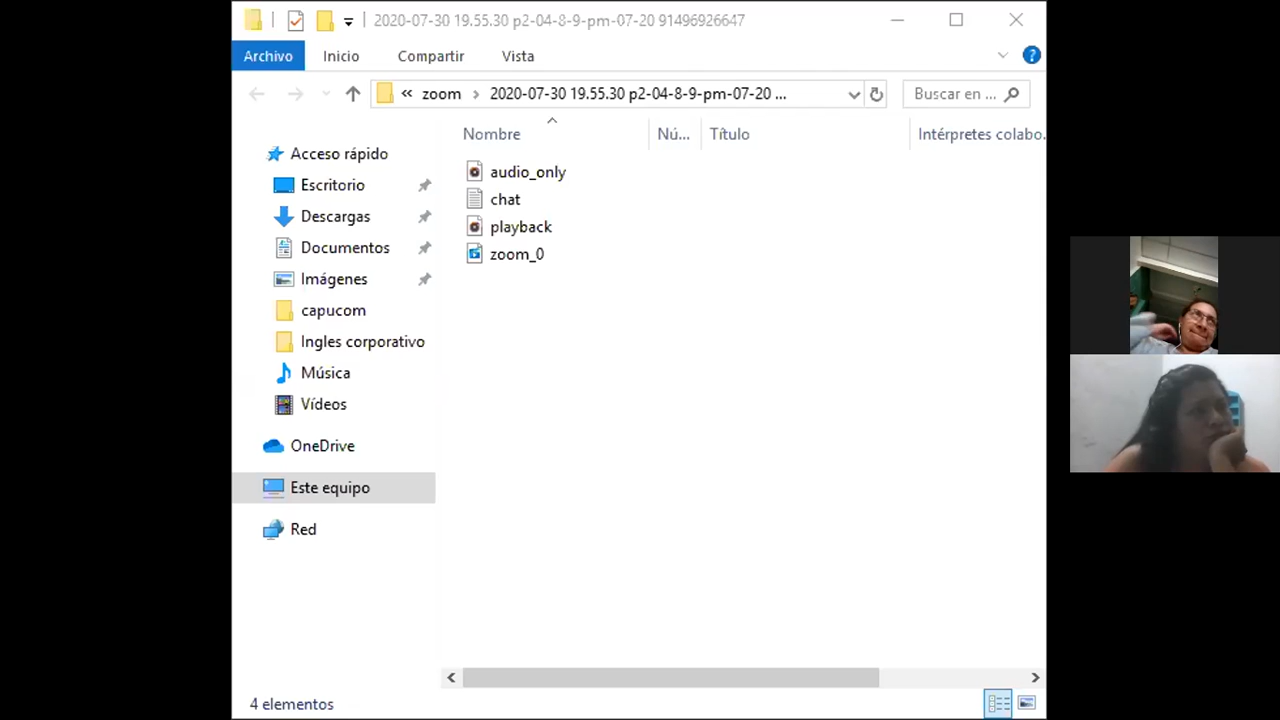 2020-07-30 19.55.30 p2-04-8-9-pm-07-20 91496926647
Archivo Inicio Compartir Vista
« zoom › 2020-07-30 19.55.30 p2-04-8-9-pm-07-20 ... Buscar en ...
Nombre Nú... Título Intérpretes colabo.
Acceso rápido
Escritorio
Descargas
Documentos
Imágenes
capucom
Ingles corporativo
Música
Vídeos
OneDrive
Este equipo
Red
audio_only
chat
playback
zoom_0
4 elementos